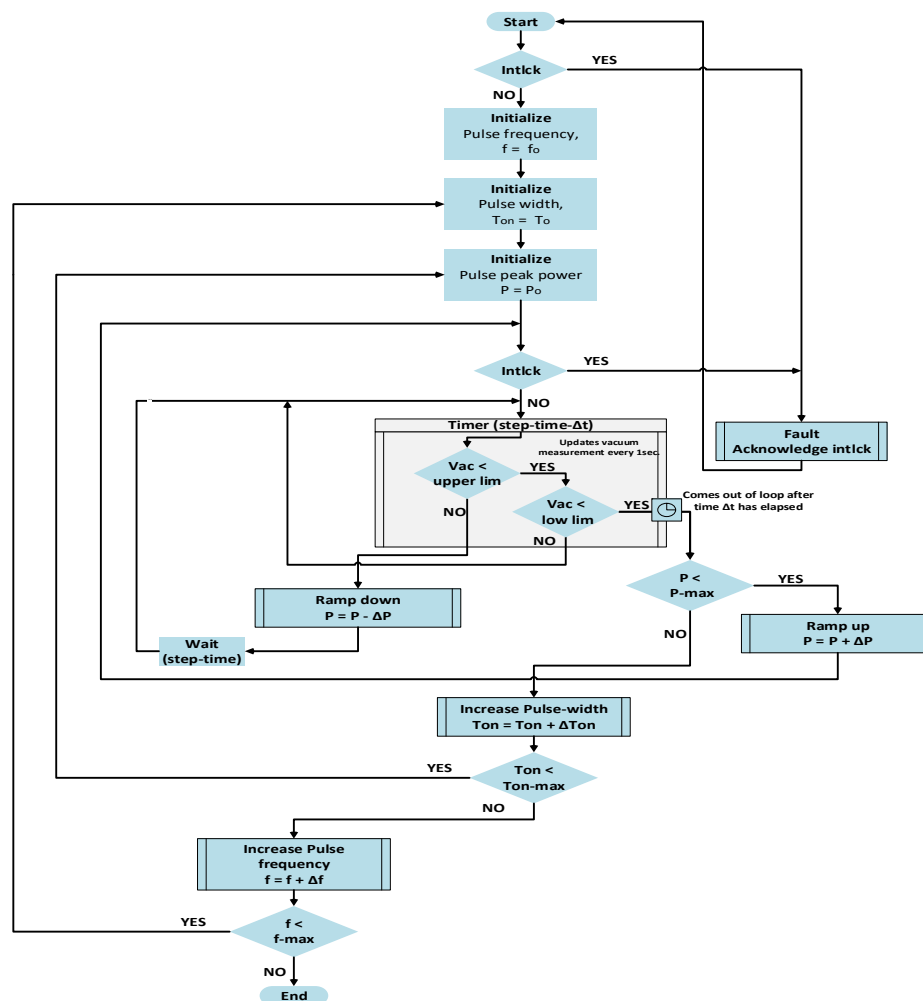 Start
Intlck
YES
NO
Initialize
Pulse frequency,
f = fo
Initialize
Pulse width,
Ton = To
Initialize
Pulse peak power
P = Po
Intlck
YES
NO
Fault
Acknowledge intlck
Timer (step-time-Δt)
Updates vacuum
measurement every 1sec.
Vac <
upper lim
YES
NO
Vac <
low lim
YES
NO
Comes out of loop after
time Δt has elapsed
P <
P-max
YES
NO
Ramp down
P = P - ΔP
Wait
(step-time)
Ramp up
P = P + ΔP
Increase Pulse-width
Ton = Ton + ΔTon
Ton <
Ton-max
YES
NO
Increase Pulse
frequency
f = f + Δf
f <
f-max
YES
NO
End